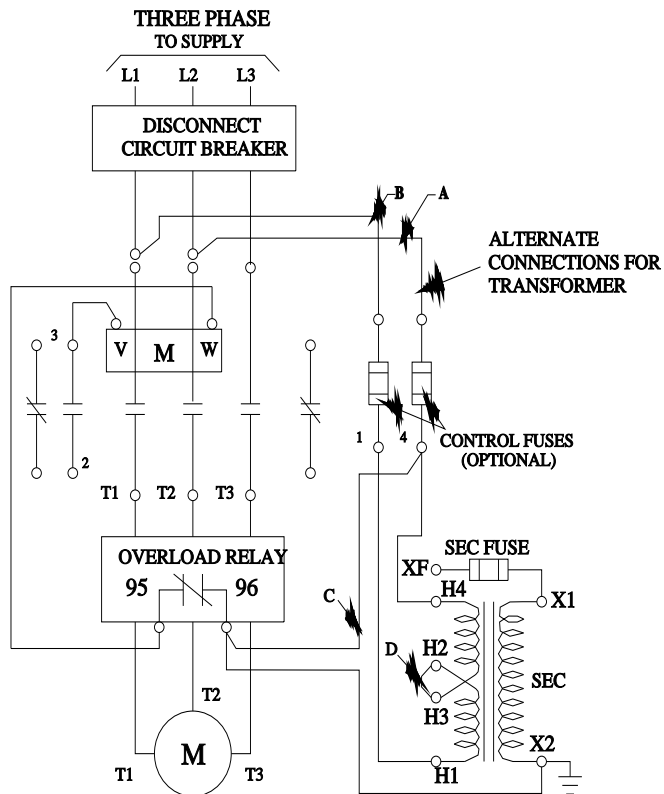 THREE PHASE
TO SUPPLY
L1 L2 L3
DISCONNECT
CIRCUIT BREAKER
B A
ALTERNATE
CONNECTIONS FOR
TRANSFORMER
3 V M W
2
1 4 CONTROL FUSES
(OPTIONAL)
T1 T2 T3
OVERLOAD RELAY
95 96
SEC FUSE
XF
H4 X1
C
D H2
SEC
H3
T2
M
T1 T3
H1 X2